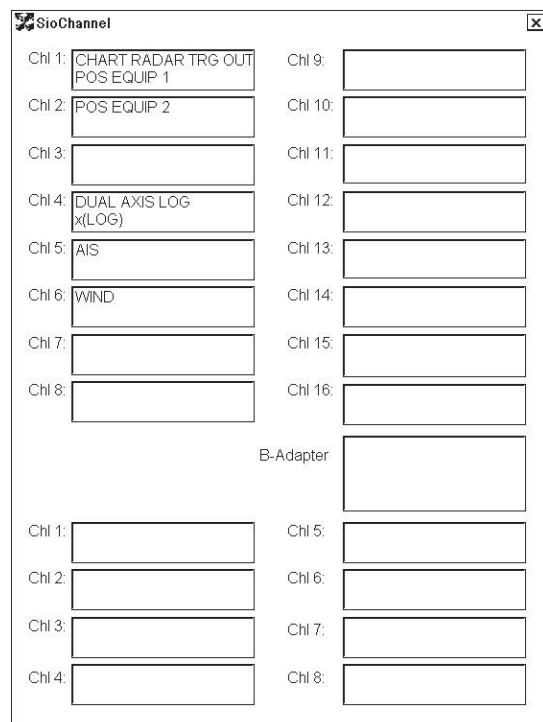 SioChannel
Chl 1: CHART RADAR TRG OUT
POS EQUIP 1
Chl 2: POS EQUIP 2
Chl 3:
Chl 4: DUAL AXIS LOG
x(LOG)
Chl 5: AIS
Chl 6: WIND
Chl 7:
Chl 8:
Chl 9:
Chl 10:
Chl 11:
Chl 12:
Chl 13:
Chl 14:
Chl 15:
Chl 16:
B-Adapter
Chl 1:
Chl 2:
Chl 3:
Chl 4:
Chl 5:
Chl 6:
Chl 7:
Chl 8: